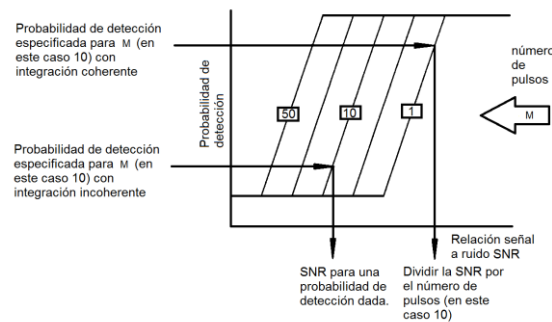 Probabilidad de detección
especificada para M (en
este caso 10) con
integración coherente
Probabilidad de detección
especificada para M (en
este caso 10) con
integración incoherente
Probabilidad de
detección
50
10
1
número
de
pulsos
M
Relación señal
a ruido SNR
SNR para una
probabilidad de
detección dada.
Dividir la SNR por
el número de
pulsos (en este
caso 10)